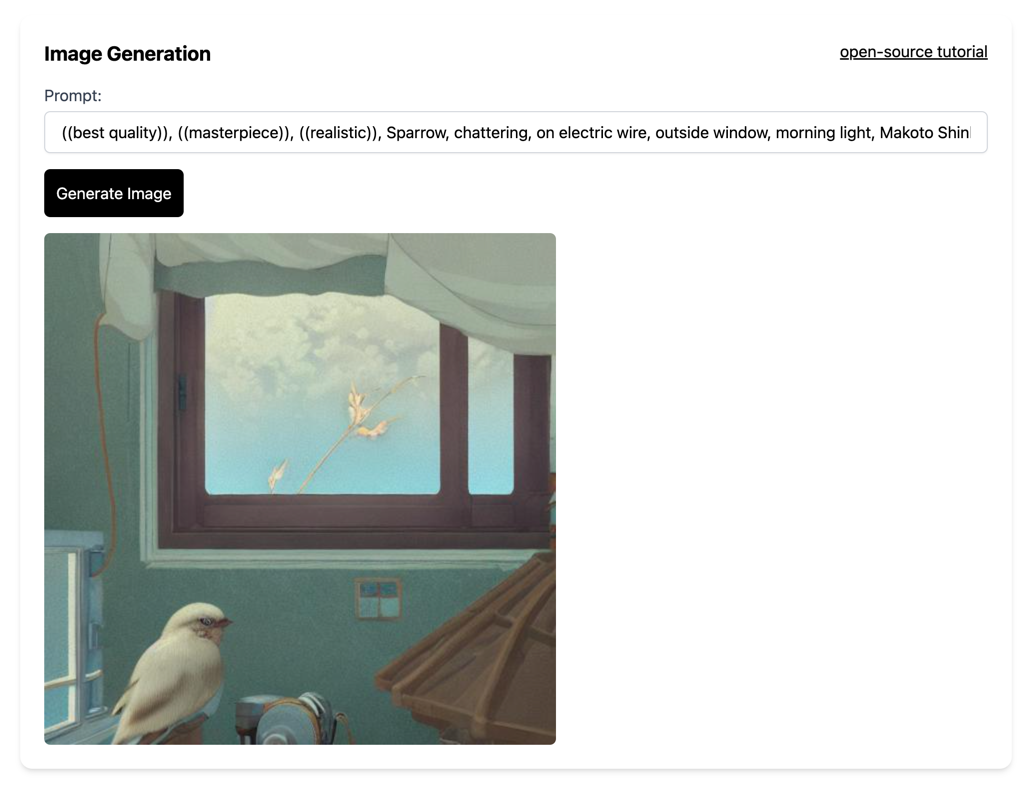 Image Generation
open-source tutorial
Prompt:
((best quality)), ((masterpiece)), ((realistic)), Sparrow, chattering, on electric wire, outside window, morning light, Makoto Shin
Generate Image